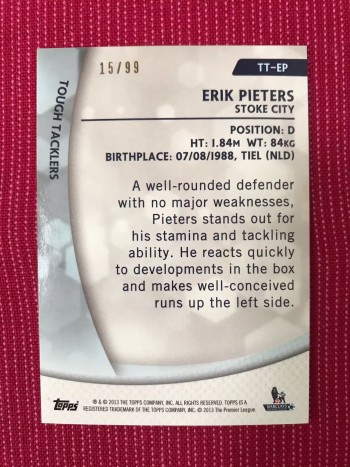 15/99
TT-EP
TOUGH TACKLERS
ERIK PIETERS
STOKE CITY
POSITION: D
HT: 1.84M WT: 84KG
BIRTHPLACE: 07/08/1988, TIEL (NLD)
A well-rounded defender
with no major weaknesses,
Pieters stands out for
his stamina and tackling
ability. He reacts quickly
to developments in the box
and makes well-conceived
runs up the left side.
Topps
® & © 2013 THE TOPPS COMPANY, INC. ALL RIGHTS RESERVED. TOPPS IS A
REGISTERED TRADEMARK OF THE TOPPS COMPANY, INC. © 2013 The Premier League.
BARCLAYS